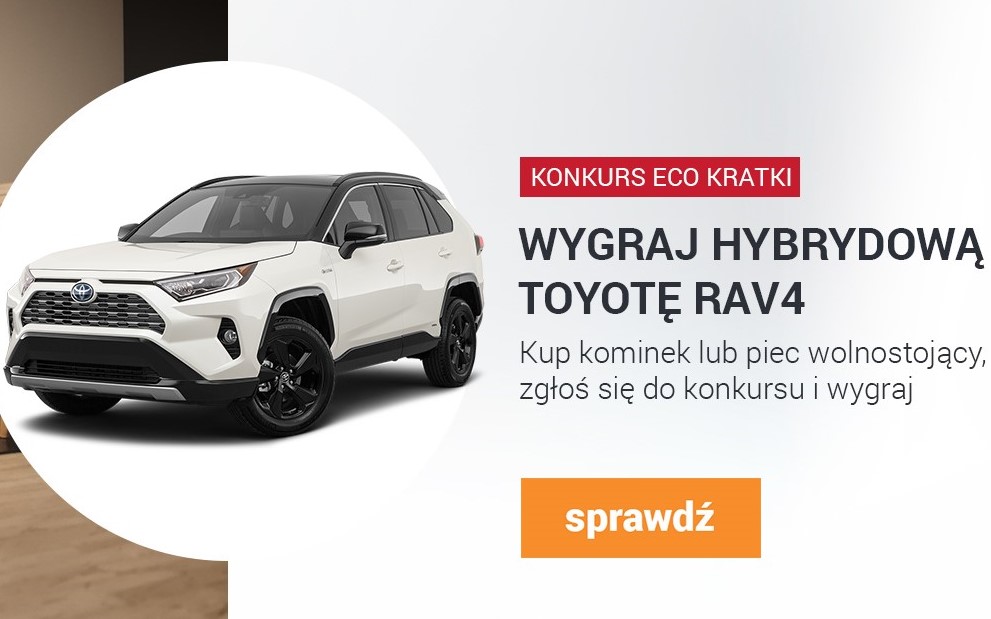 KONKURS ECO KRATKI
WYGRAJ HYBRYDOWĄ
TOYOTĘ RAV4
Kup kominek lub piec wolnostojący,
zgłoś się do konkursu i wygraj
sprawdź